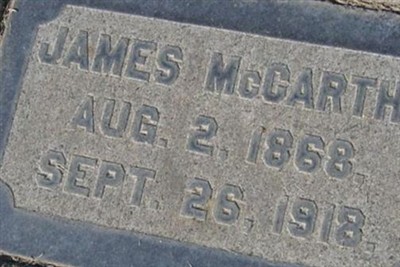 JAMES McCARTH
AUG. 2. 1868.
SEPT. 26. 1918.